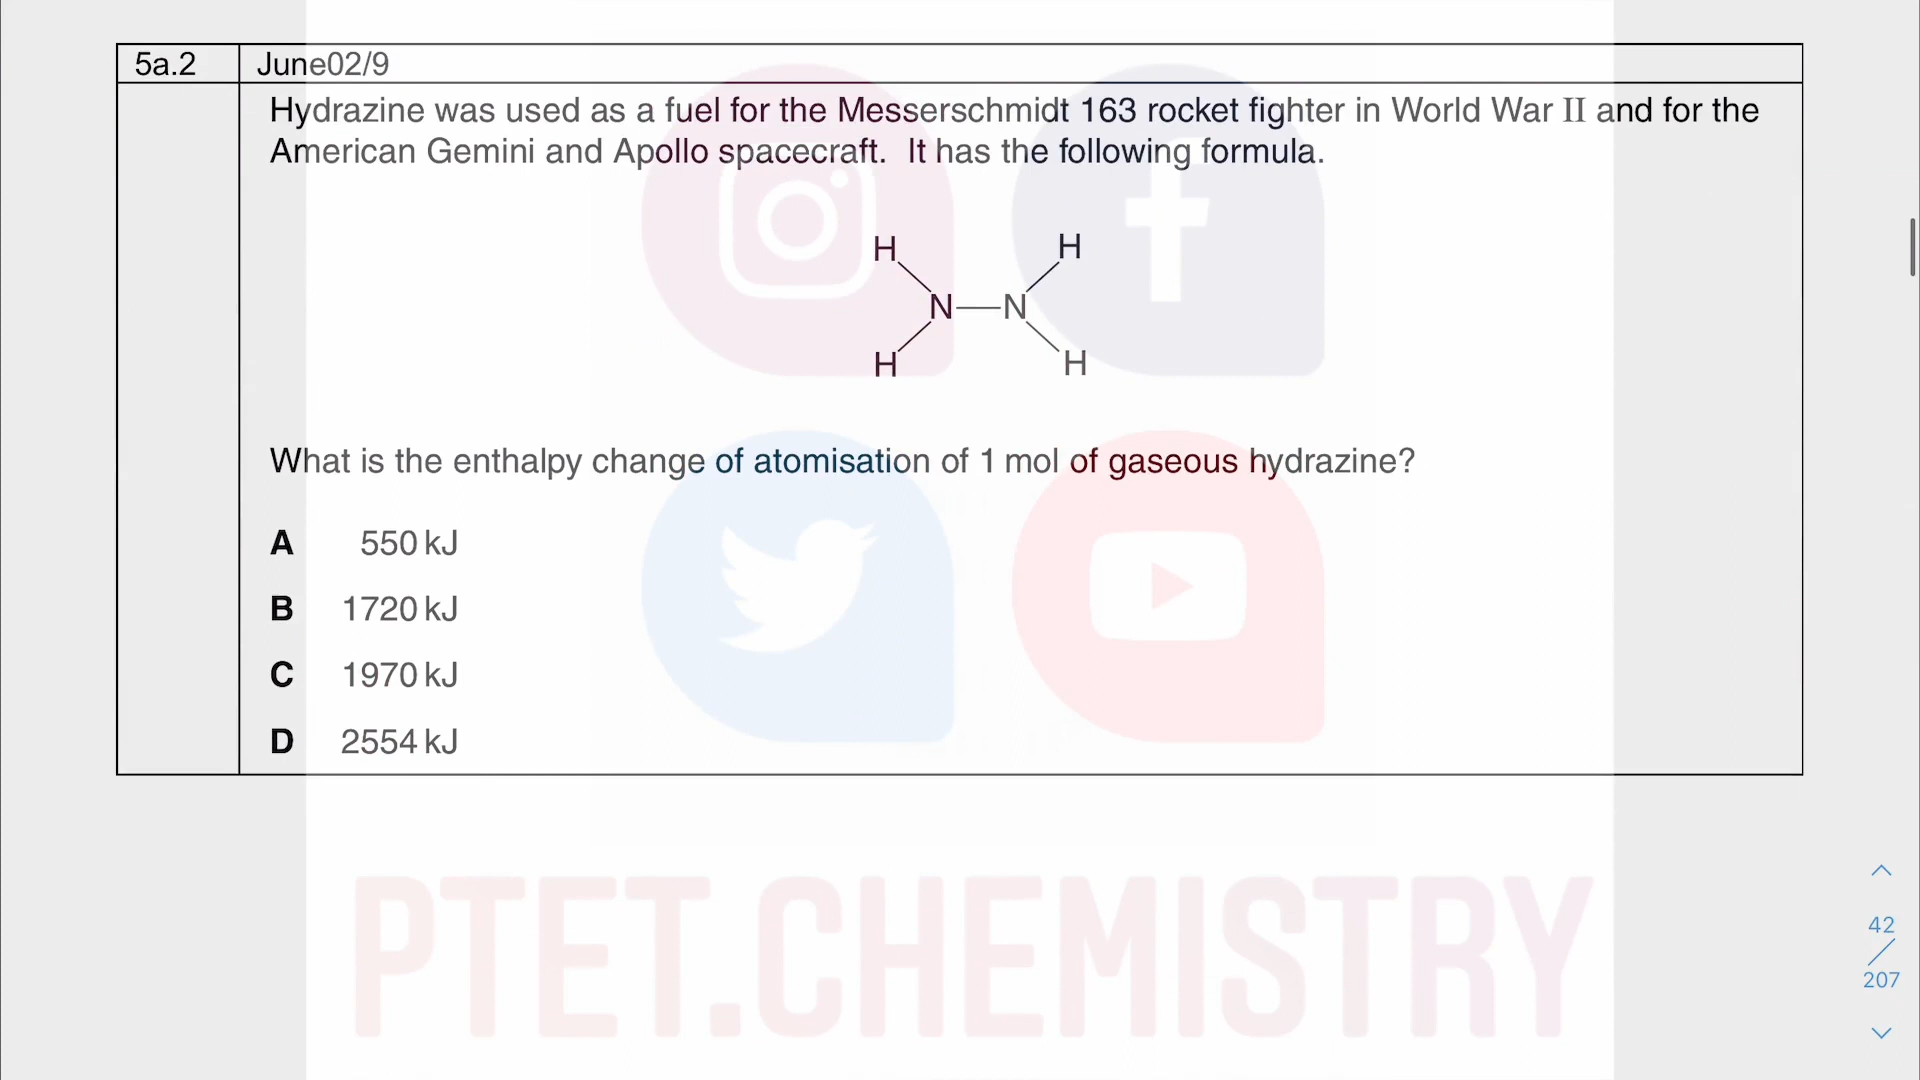 5a.2 June02/9
Hydrazine was used as a fuel for the Messerschmidt 163 rocket fighter in World War II and for the
American Gemini and Apollo spacecraft. It has the following formula.
H H
N—N
H H
What is the enthalpy change of atomisation of 1 mol of gaseous hydrazine?
A 550 kJ
B 1720 kJ
C 1970 kJ
D 2554 kJ
PTET.CHEMISTRY
42
207